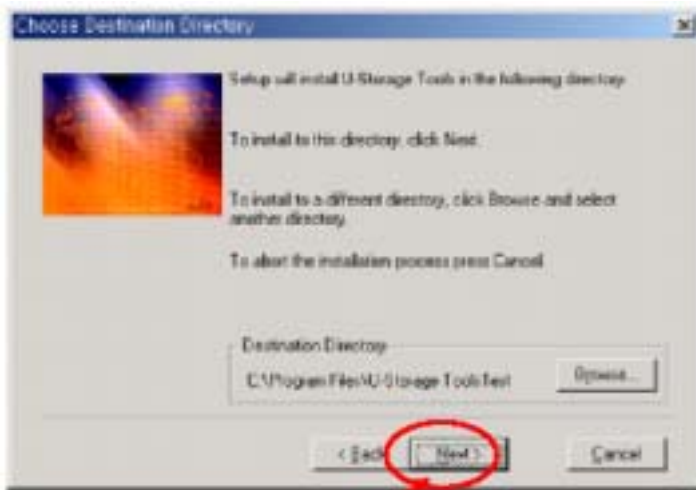 Choose Destination Directory
Setup will install U-Storage Tools in the following directory.
To install to this directory, click Next.
To install to a different directory, click Browse and select
another directory.
To abort the installation process press Cancel
Destination Directory
C:\Program Files\U-Storage ToolsTest
Browse...
< Back
Next >
Cancel